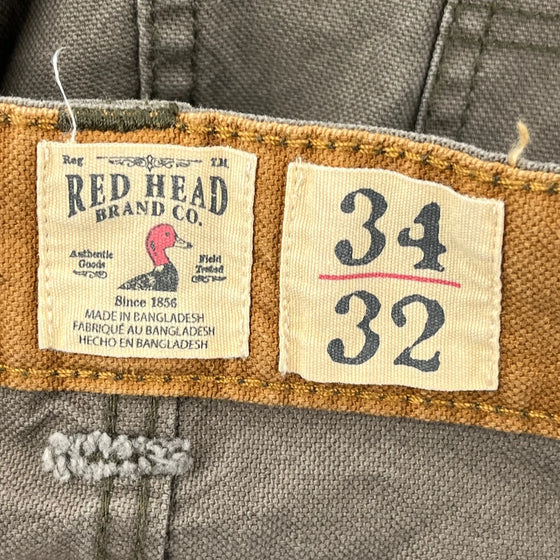 Reg T.M.
RED HEAD
BRAND CO.
Authentic Goods
Field Tested
Since 1856
MADE IN BANGLADESH
FABRIQUÉ AU BANGLADESH
HECHO EN BANGLADESH
34
32